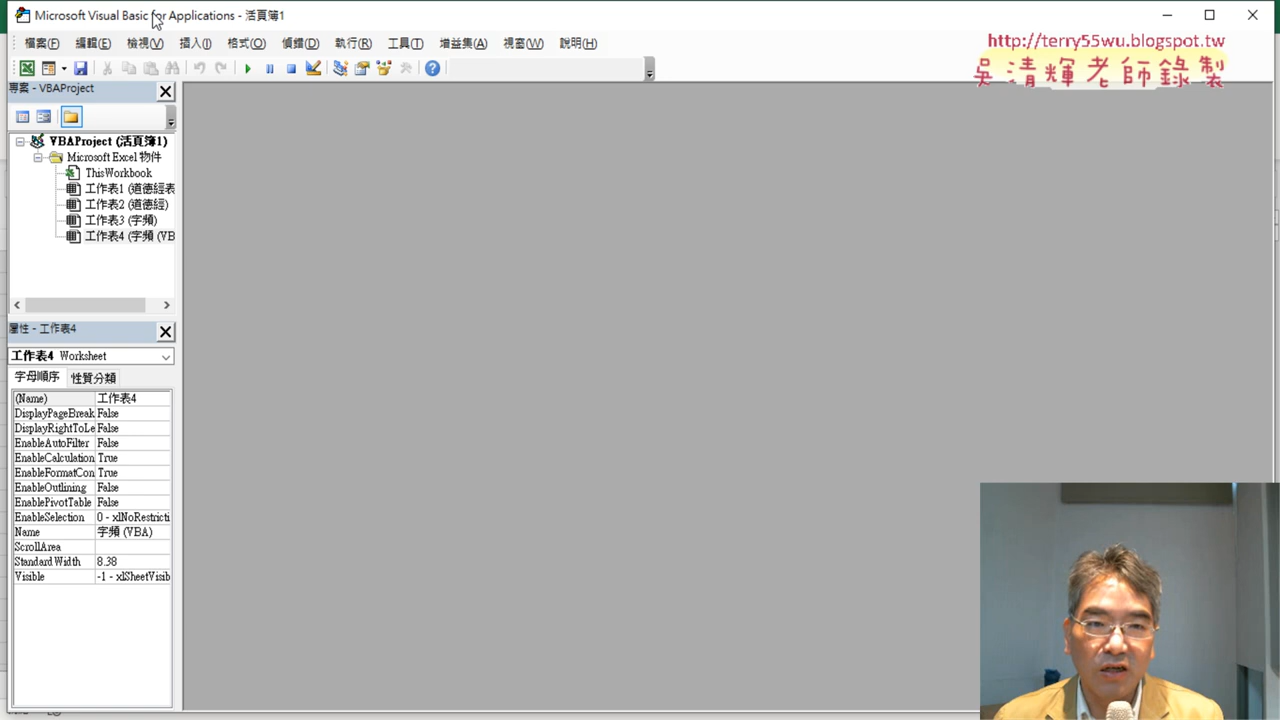 Microsoft Visual Basic for Applications - 活頁簿1
檔案(F) 編輯(E) 檢視(V) 插入(I) 格式(O) 偵錯(D) 執行(R) 工具(T) 增益集(A) 視窗(W) 說明(H)
http://terry55wu.blogspot.tw
吳清輝老師錄製
專案 - VBAProject
VBAProject (活頁簿1)
Microsoft Excel 物件
ThisWorkbook
工作表1 (道德經表
工作表2 (道德經)
工作表3 (字頻)
工作表4 (字頻 (VB
屬性 - 工作表4
工作表4 Worksheet
字母順序 性質分類
(Name) 工作表4
DisplayPageBreak False
DisplayRightToLe False
EnableAutoFilter False
EnableCalculation True
EnableFormatCon True
EnableOutlining False
EnablePivotTable False
EnableSelection 0 - xlNoRestricti
Name 字頻 (VBA)
ScrollArea
StandardWidth 8.38
Visible -1 - xlSheetVisib